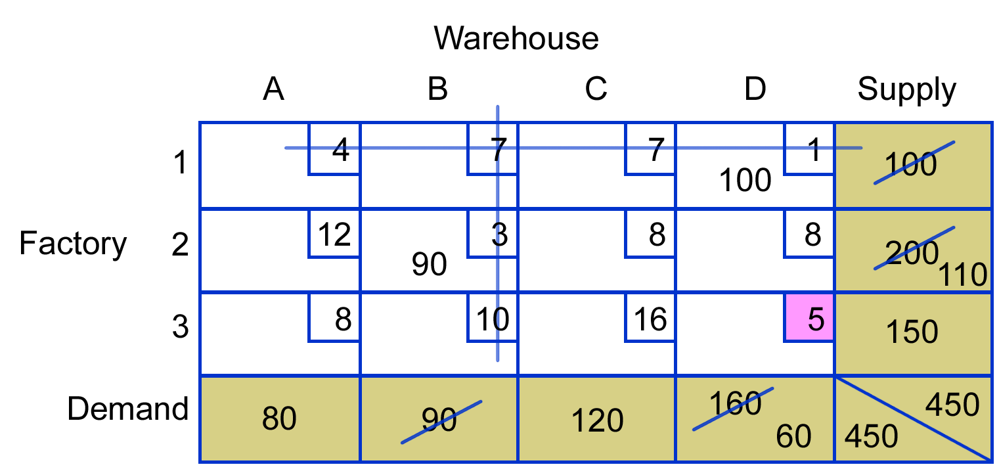 Warehouse
A B C D Supply
1 4 7 7 1 100 100
Factory 2 12 3 8 8 90 200 110
3 8 10 16 5 150
Demand 80 90 120 160 60 450 450